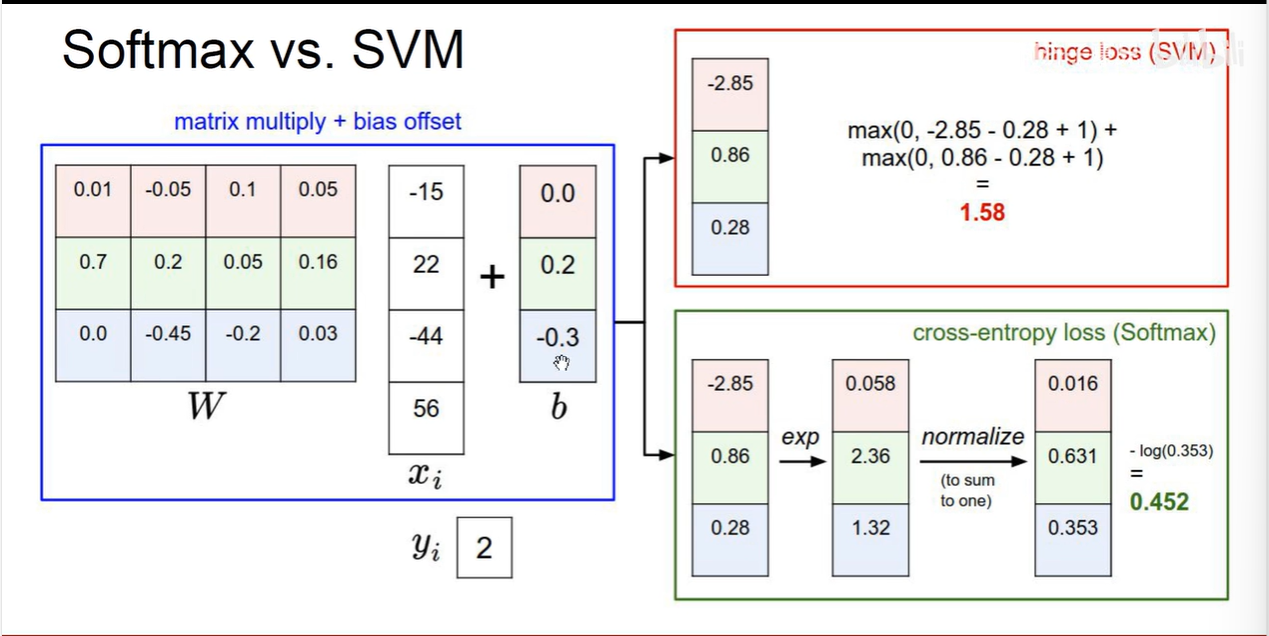 Softmax vs. SVM
matrix multiply + bias offset
0.01 -0.05 0.1 0.05
0.7 0.2 0.05 0.16
0.0 -0.45 -0.2 0.03
W
-15
22
-44
56
xi
+
0.0
0.2
-0.3
b
yi 2
hinge loss (SVM)
bilibili
-2.85
0.86
0.28
max(0, -2.85 - 0.28 + 1) +
max(0, 0.86 - 0.28 + 1)
=
1.58
cross-entropy loss (Softmax)
-2.85
0.86
0.28
exp
0.058
2.36
1.32
normalize
(to sum
to one)
0.016
0.631
0.353
- log(0.353)
=
0.452